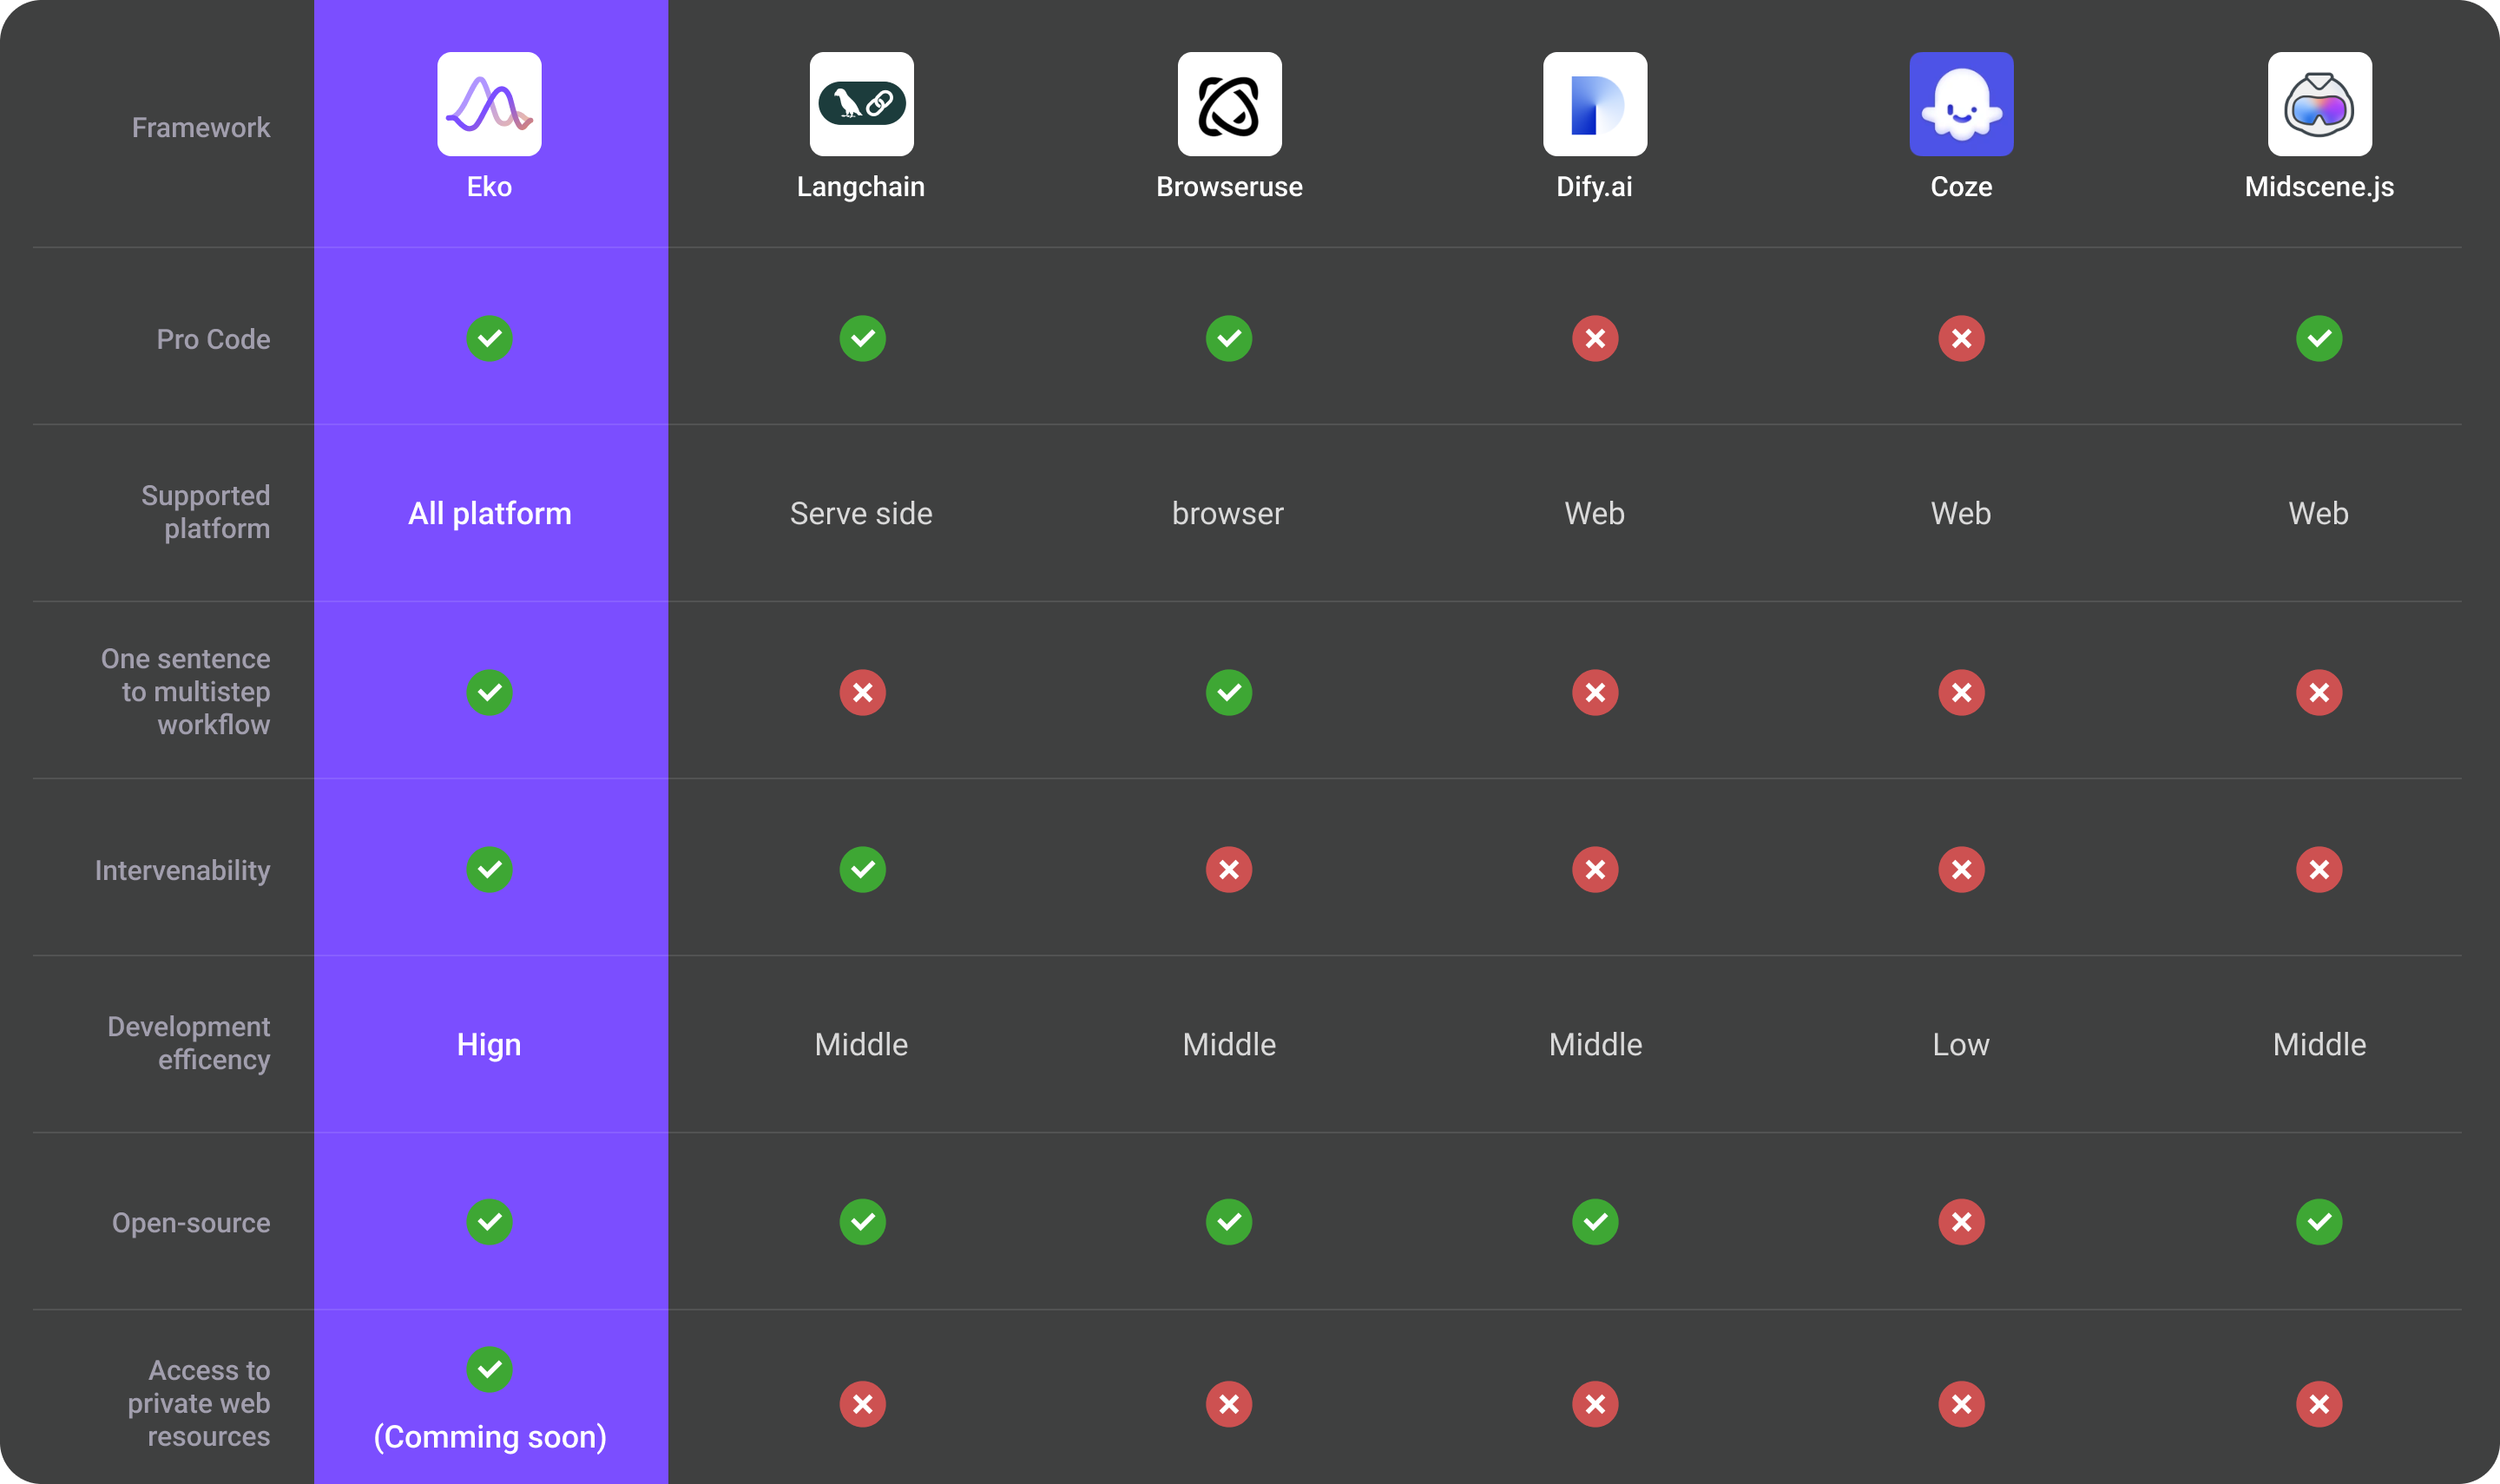 Framework
Eko
Langchain
Browseruse
Dify.ai
Coze
Midscene.js
Pro Code
Supported
platform
All platform
Serve side
browser
Web
Web
Web
One sentence
to multistep
workflow
Intervenability
Development
efficency
Hign
Middle
Middle
Middle
Low
Middle
Open-source
Access to
private web
resources
(Comming soon)